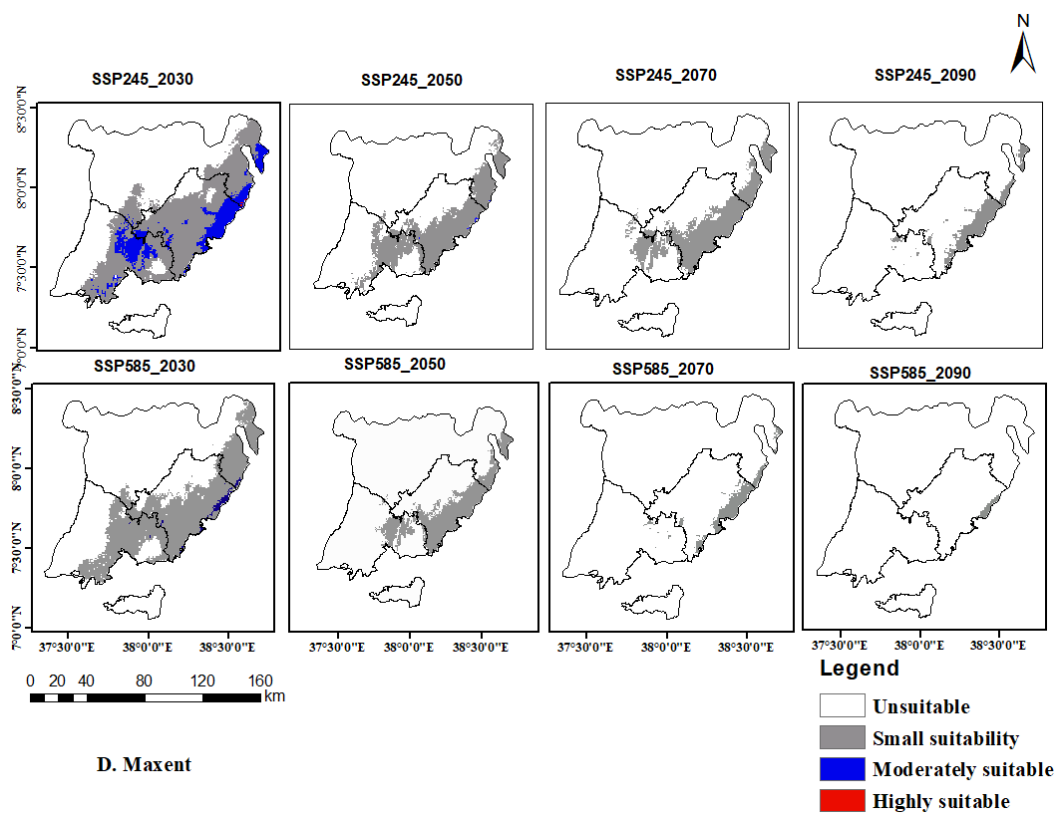 N
SSP245_2030
SSP245_2050
SSP245_2070
SSP245_2090
8°30'0"N
8°0'0"N
7°30'0"N
7°0'0"N
SSP585_2030
SSP585_2050
SSP585_2070
SSP585_2090
8°30'0"N
8°0'0"N
7°30'0"N
7°0'0"N
37°30'0"E 38°0'0"E 38°30'0"E
37°30'0"E 38°0'0"E 38°30'0"E
37°30'0"E 38°0'0"E 38°30'0"E
37°30'0"E 38°0'0"E 38°30'0"E
0 20 40 80 120 160
km
D. Maxent
Legend
Unsuitable
Small suitability
Moderately suitable
Highly suitable